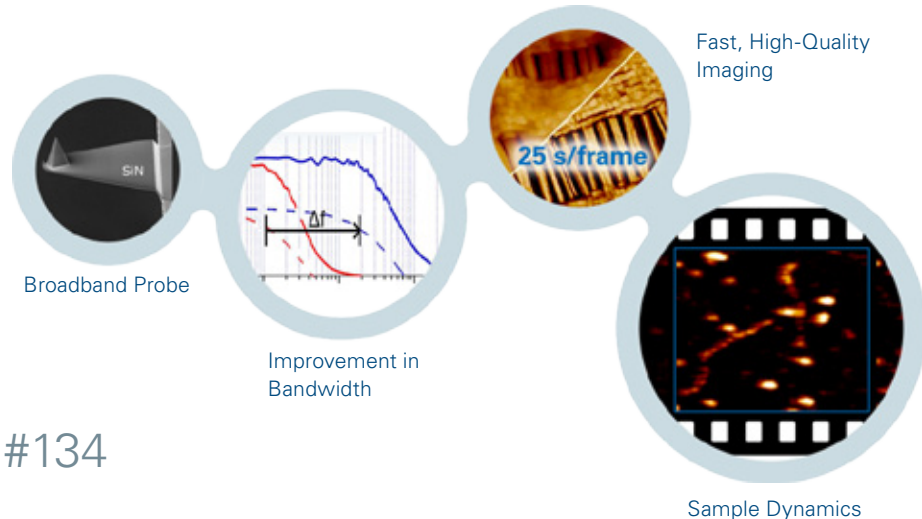 Fast, High-Quality
Imaging
25 s/frame
SiN
Δf
Broadband Probe
Improvement in
Bandwidth
#134
Sample Dynamics